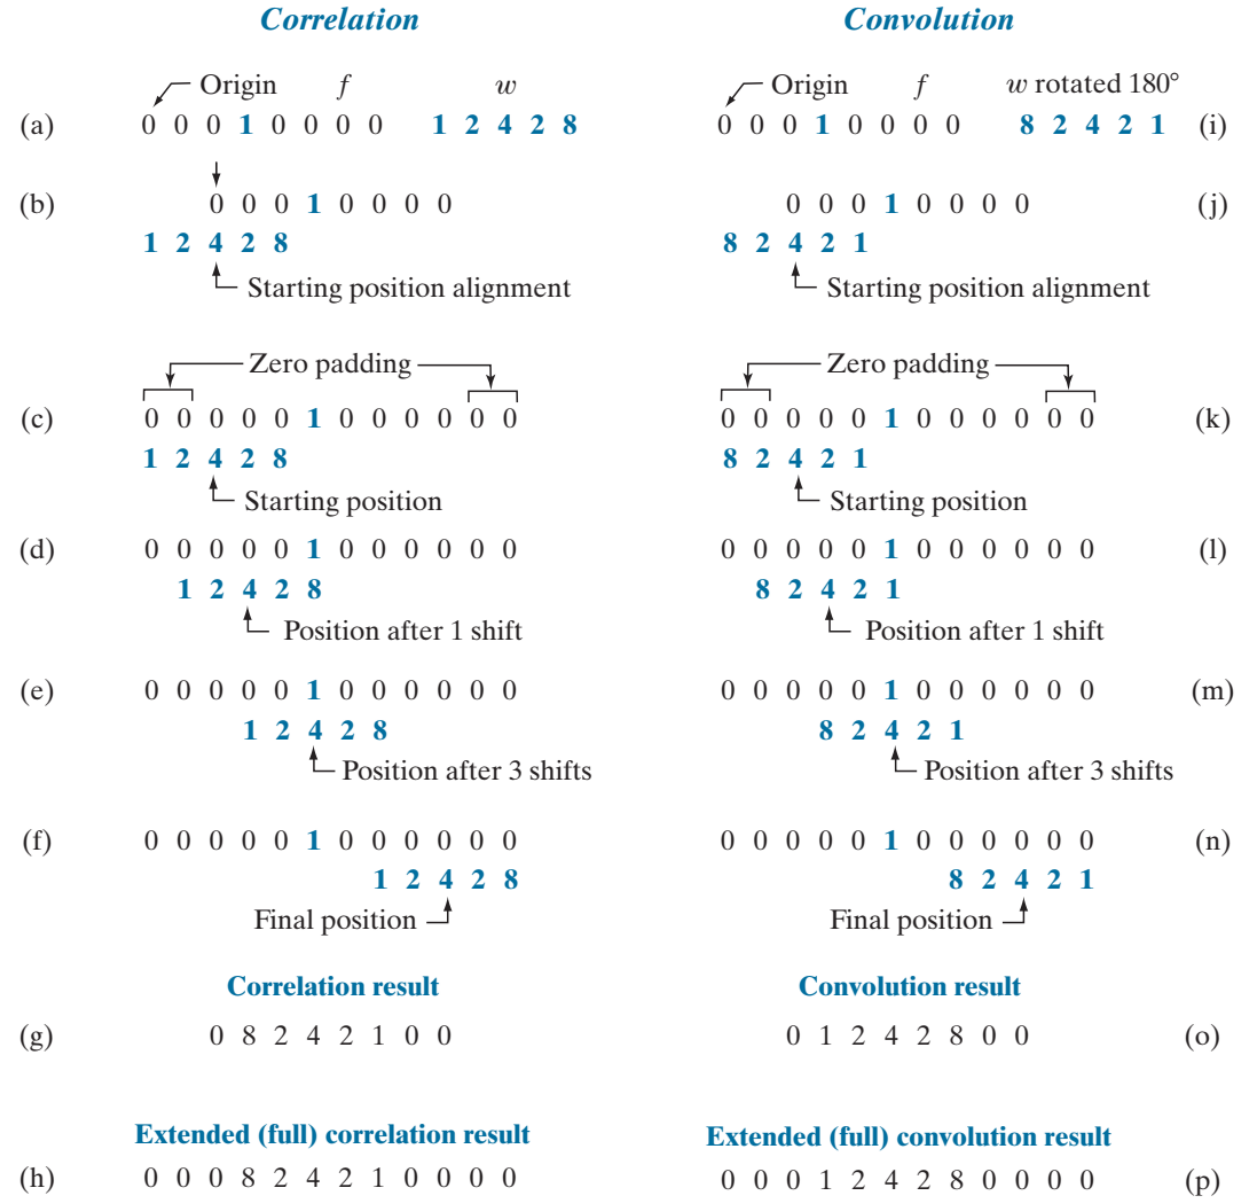 Correlation Convolution
Origin f w Origin f w rotated 180°
(a) 0 0 0 1 0 0 0 0 1 2 4 2 8 0 0 0 1 0 0 0 0 8 2 4 2 1 (i)
(b) 0 0 0 1 0 0 0 0 0 0 0 1 0 0 0 0 (j)
1 2 4 2 8 8 2 4 2 1
Starting position alignment Starting position alignment
Zero padding Zero padding
(c) 0 0 0 0 0 1 0 0 0 0 0 0 0 0 0 0 0 1 0 0 0 0 0 0 (k)
1 2 4 2 8 8 2 4 2 1
Starting position Starting position
(d) 0 0 0 0 0 1 0 0 0 0 0 0 0 0 0 0 0 1 0 0 0 0 0 0 (l)
1 2 4 2 8 8 2 4 2 1
Position after 1 shift Position after 1 shift
(e) 0 0 0 0 0 1 0 0 0 0 0 0 0 0 0 0 0 1 0 0 0 0 0 0 (m)
1 2 4 2 8 8 2 4 2 1
Position after 3 shifts Position after 3 shifts
(f) 0 0 0 0 0 1 0 0 0 0 0 0 0 0 0 0 0 1 0 0 0 0 0 0 (n)
1 2 4 2 8 8 2 4 2 1
Final position Final position
Correlation result Convolution result
(g) 0 8 2 4 2 1 0 0 0 1 2 4 2 8 0 0 (o)
Extended (full) correlation result Extended (full) convolution result
(h) 0 0 0 8 2 4 2 1 0 0 0 0 0 0 0 1 2 4 2 8 0 0 0 0 (p)